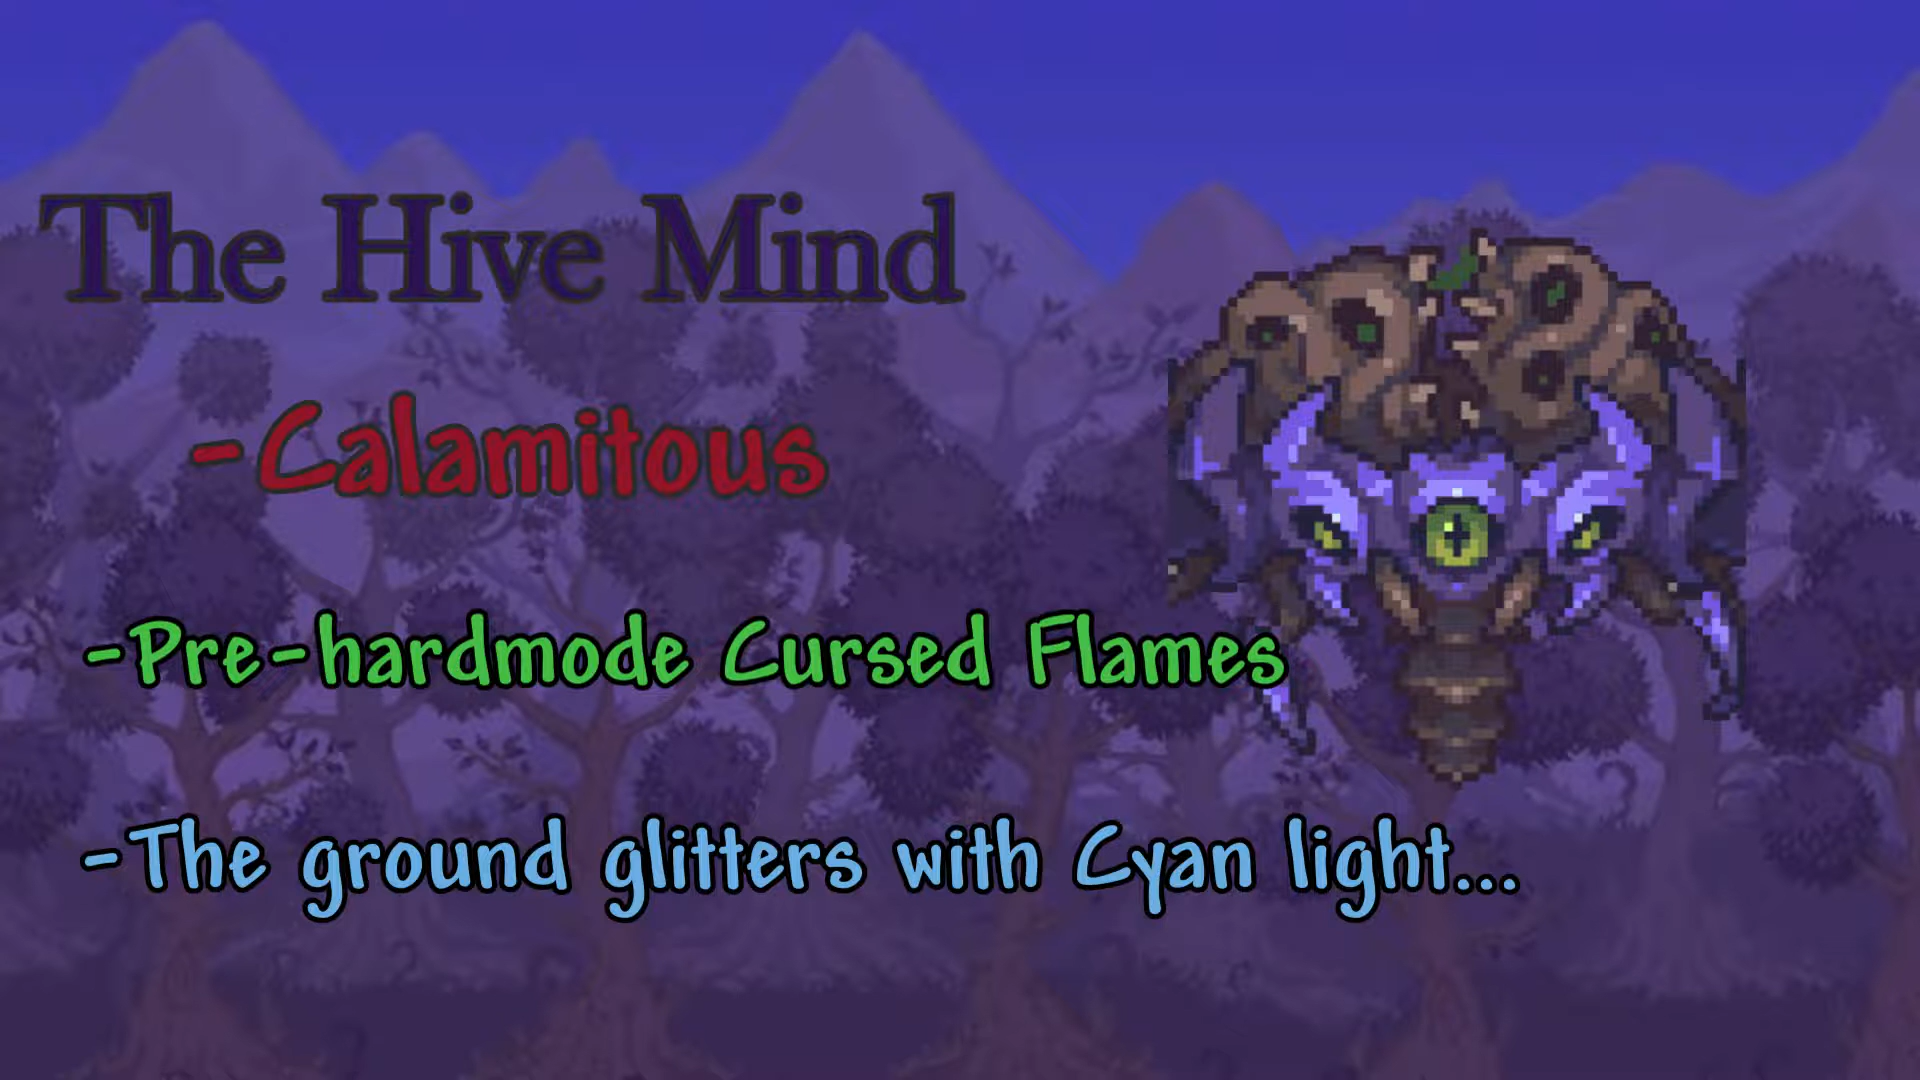 The Hive Mind
-Calamitous
-Pre-hardmode Cursed Flames
-The ground glitters with Cyan light...